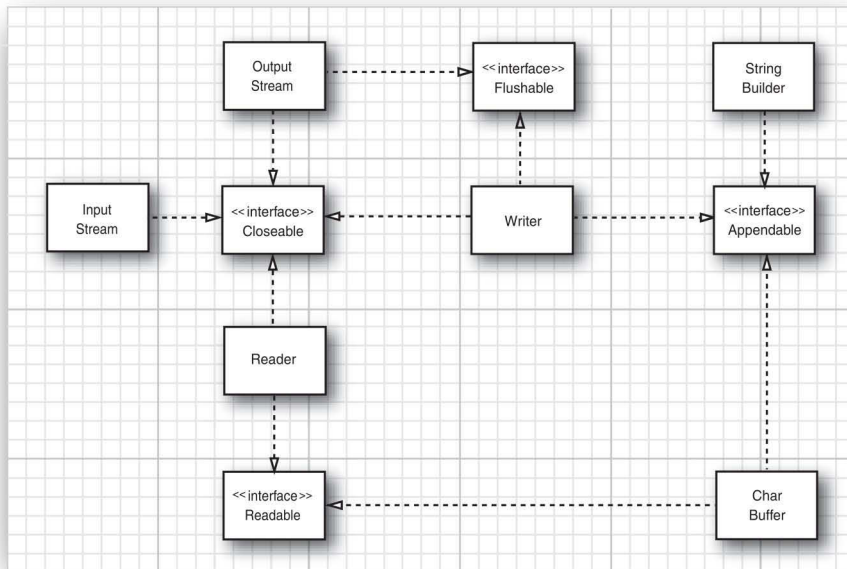 Output
Stream
<<interface>>
Flushable
String
Builder
Input
Stream
<<interface>>
Closeable
Writer
<<interface>>
Appendable
Reader
<<interface>>
Readable
Char
Buffer